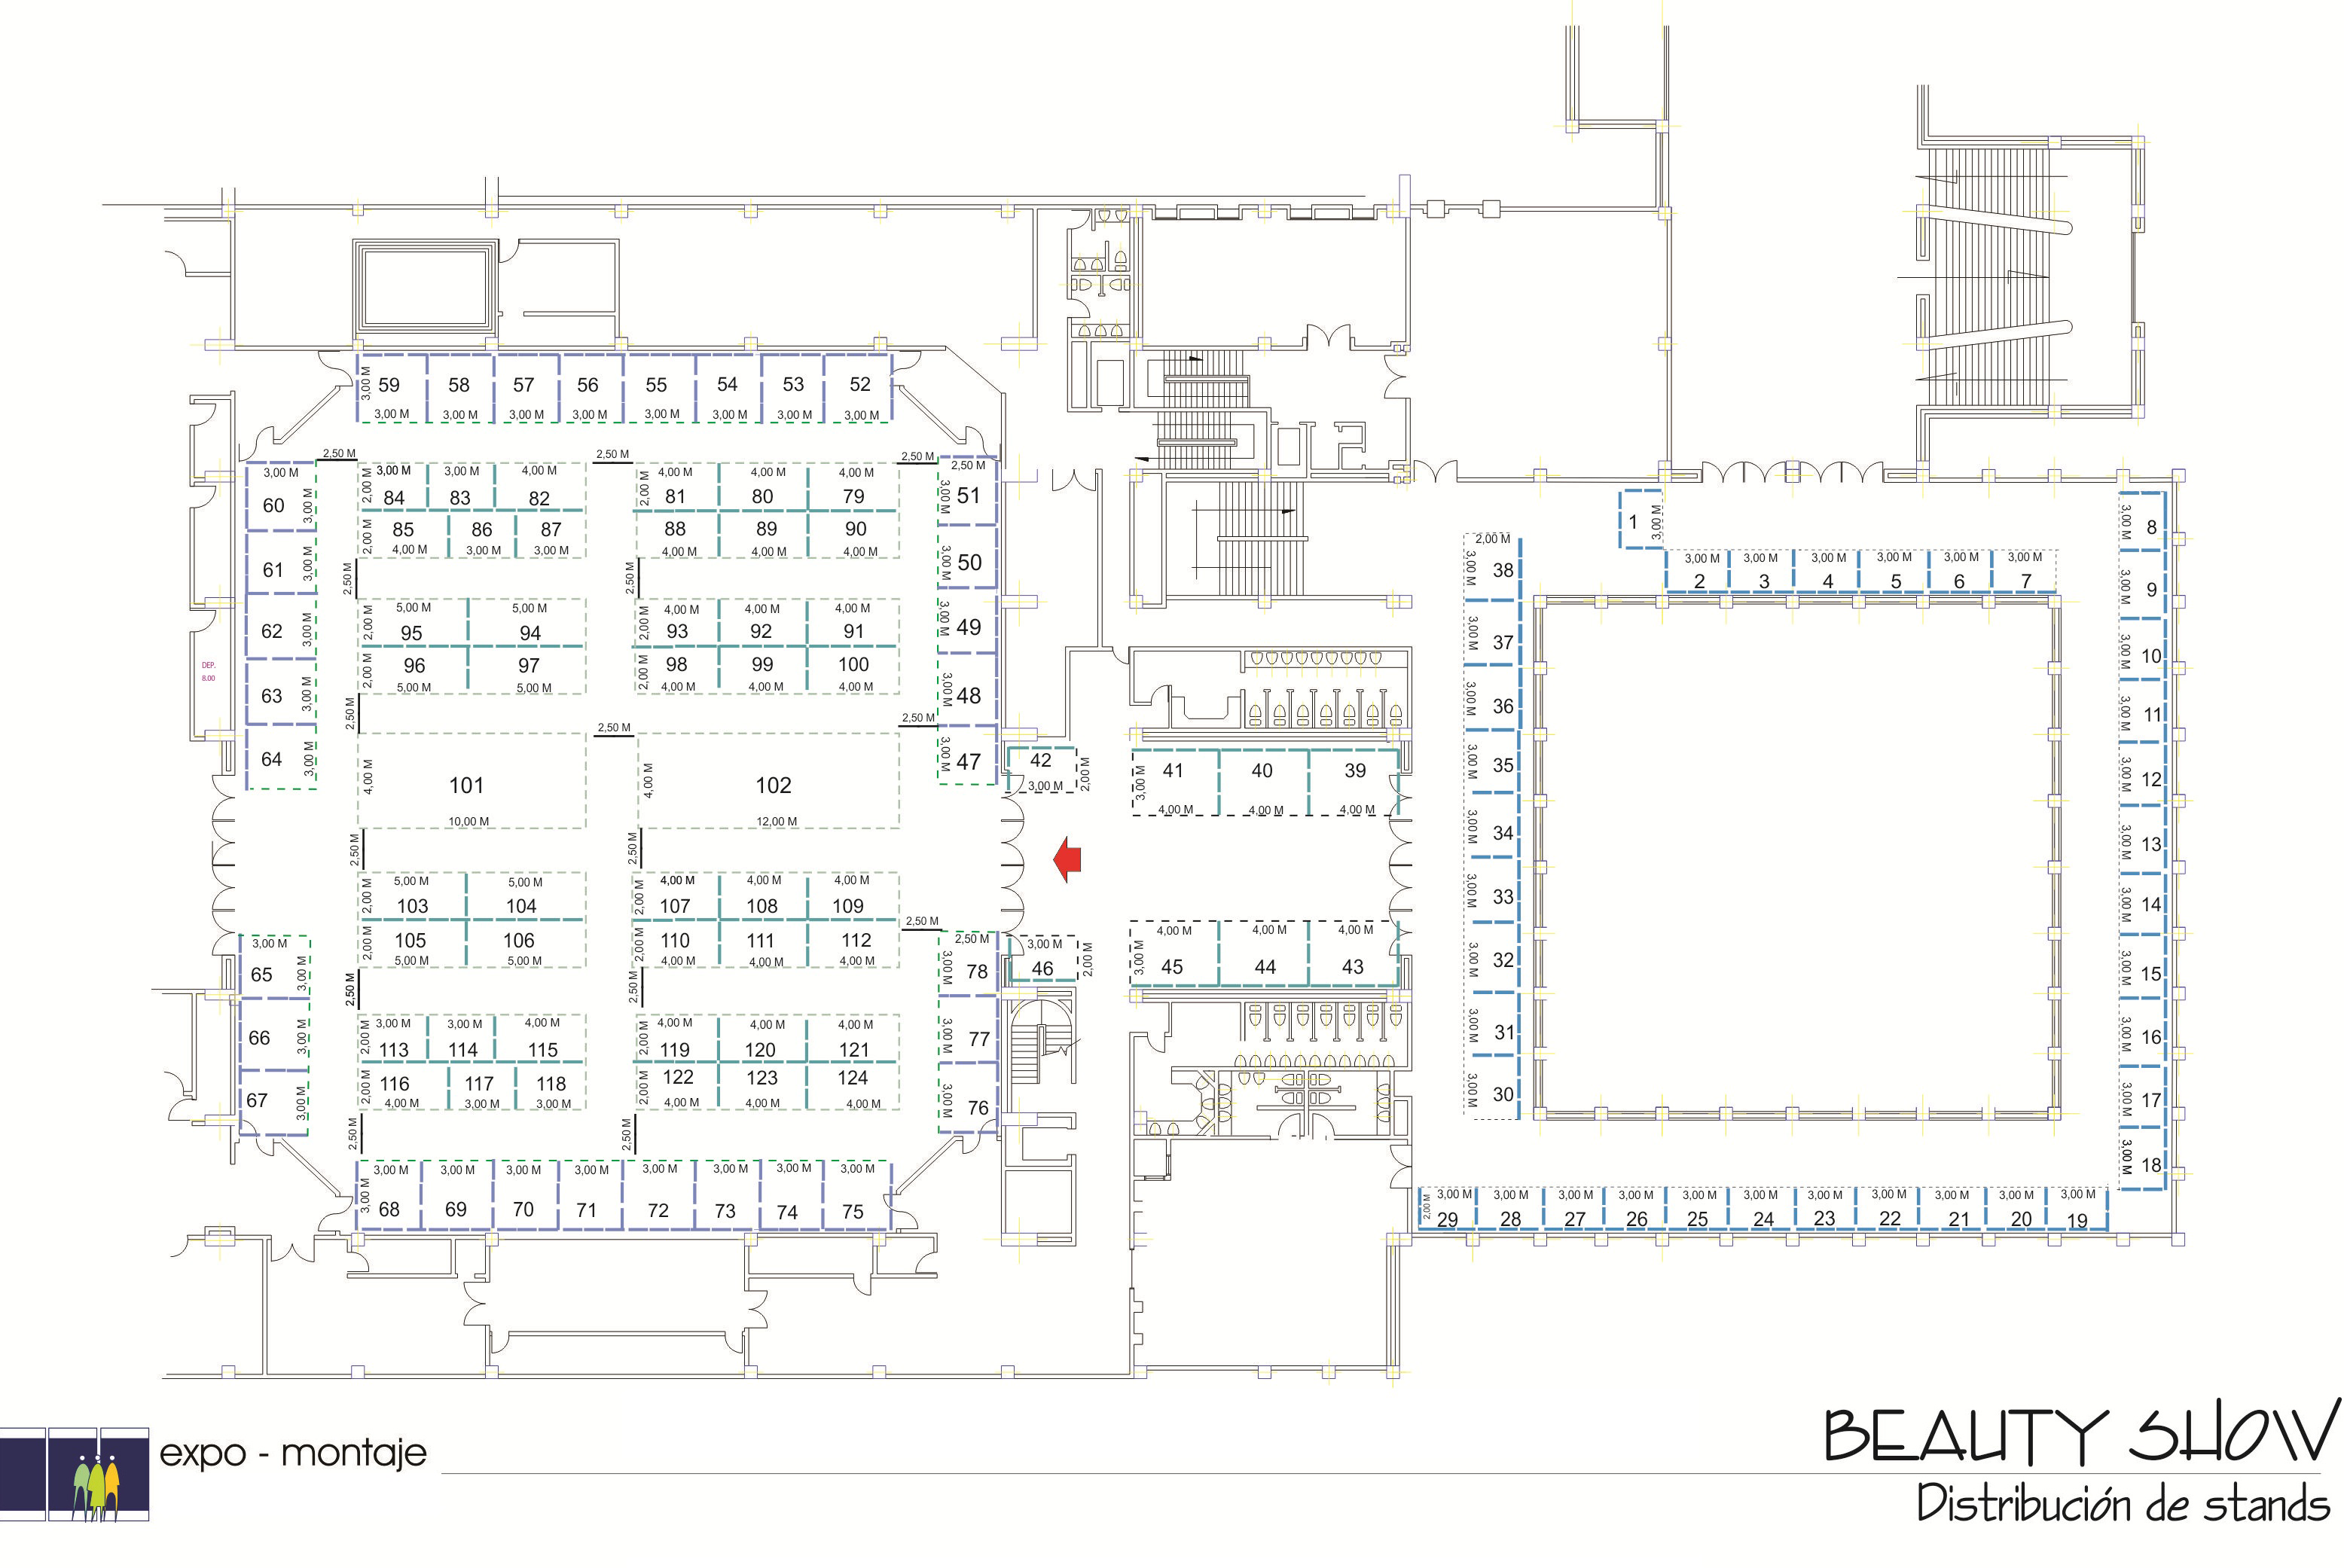 59 58 57 56 55 54 53 52
3,00 M
3,00 M 3,00 M 3,00 M 3,00 M 3,00 M 3,00 M 3,00 M 3,00 M
2,50 M 2,50 M 2,50 M
3,00 M 3,00 M 3,00 M 4,00 M 4,00 M 4,00 M 4,00 M 2,50 M
60 3,00 M 2,00 M 84 83 82 2,00 M 81 80 79 3,00 M 51
2,00 M 85 86 87 88 89 90
4,00 M 3,00 M 3,00 M 4,00 M 4,00 M 4,00 M
61 3,00 M 2,50 M 2,50 M 3,00 M 50
5,00 M 5,00 M 4,00 M 4,00 M 4,00 M
62 3,00 M 2,00 M 95 94 2,00 M 93 92 91 3,00 M 49
2,00 M 96 97 2,00 M 98 99 100
5,00 M 5,00 M 4,00 M 4,00 M 4,00 M
DEP.
8.00
63 3,00 M 2,50 M 3,00 M 48
2,50 M 2,50 M
64 3,00 M 3,00 M 47
4,00 M 101 4,00 M 102
10,00 M 12,00 M
42 3,00 M 2,00 M
3,00 M 41 40 39
4,00 M 4,00 M 4,00 M
2,50 M 2,50 M
5,00 M 5,00 M 4,00 M 4,00 M 4,00 M
2,00 M 103 104 2,00 M 107 108 109
2,50 M
2,00 M 105 106 2,00 M 110 111 112
5,00 M 5,00 M 4,00 M 4,00 M 4,00 M
3,00 M 2,50 M 3,00 M 2,00 M
65 3,00 M 3,00 M 78 46
4,00 M 4,00 M 4,00 M
3,00 M 45 44 43
2,50 M 2,50 M
3,00 M 3,00 M 4,00 M 4,00 M 4,00 M 4,00 M
66 3,00 M 2,00 M 113 114 115 2,00 M 119 120 121 3,00 M 77
67 3,00 M 2,00 M 116 117 118 2,00 M 122 123 124 3,00 M 76
4,00 M 3,00 M 3,00 M 4,00 M 4,00 M 4,00 M
2,50 M 2,50 M
3,00 M 3,00 M 3,00 M 3,00 M 3,00 M 3,00 M 3,00 M 3,00 M
3,00 M 68 69 70 71 72 73 74 75
1 3,00 M
3,00 M 3,00 M 3,00 M 3,00 M 3,00 M 3,00 M
2 3 4 5 6 7
2,00 M
3,00 M 38
3,00 M 37
3,00 M 36
3,00 M 35
3,00 M 34
3,00 M 33
3,00 M 32
3,00 M 31
3,00 M 30
3,00 M 8
3,00 M 9
3,00 M 10
3,00 M 11
3,00 M 12
3,00 M 13
3,00 M 14
3,00 M 15
3,00 M 16
3,00 M 17
3,00 M 18
3,00 M 3,00 M 3,00 M 3,00 M 3,00 M 3,00 M 3,00 M 3,00 M 3,00 M 3,00 M 3,00 M
2,00 M 29 28 27 26 25 24 23 22 21 20 19
expo - montaje
BEAUTY SHOW
Distribución de stands